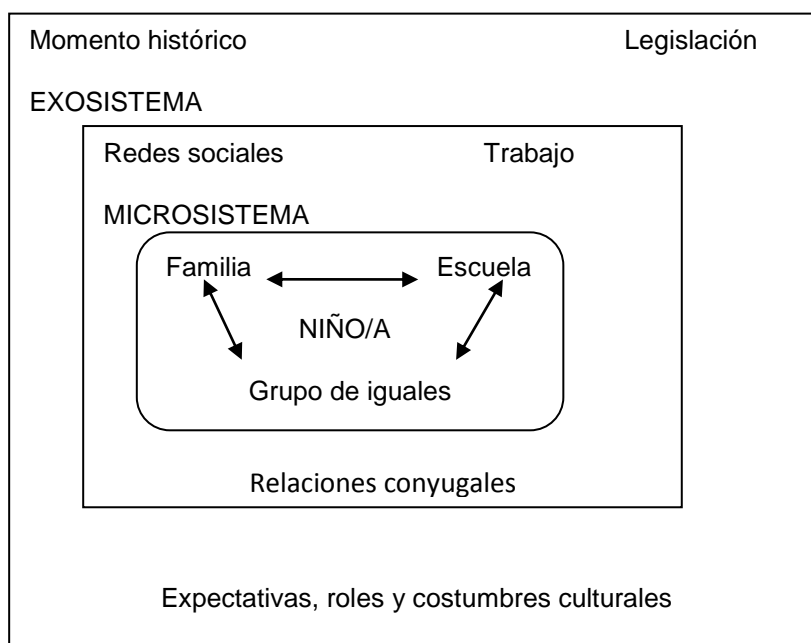 Momento histórico Legislación
EXOSISTEMA
Redes sociales Trabajo
MICROSISTEMA
Familia Escuela
NIÑO/A
Grupo de iguales
Relaciones conyugales
Expectativas, roles y costumbres culturales